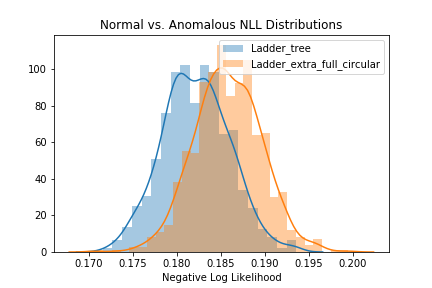 Normal vs. Anomalous NLL Distributions
Ladder_tree
Ladder_extra_full_circular
100
80
60
40
20
0
0.170 0.175 0.180 0.185 0.190 0.195 0.200
Negative Log Likelihood